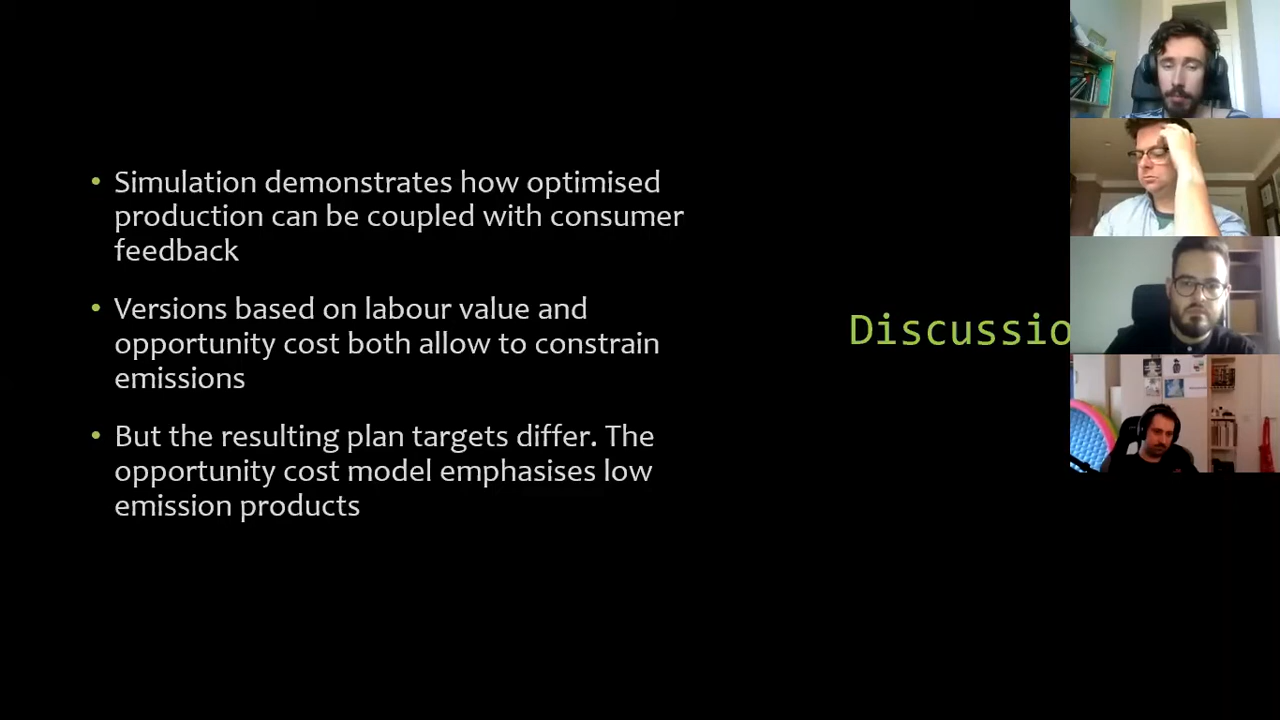 • Simulation demonstrates how optimised
production can be coupled with consumer
feedback
• Versions based on labour value and
opportunity cost both allow to constrain
emissions
• But the resulting plan targets differ. The
opportunity cost model emphasises low
emission products
Discussio